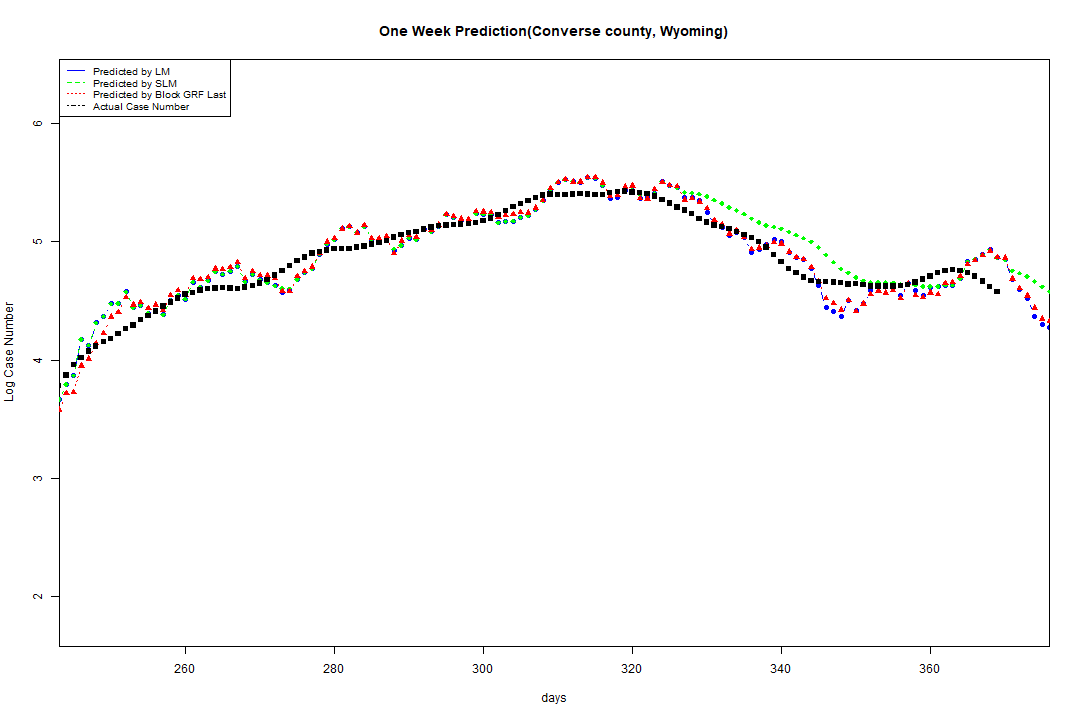 One Week Prediction(Converse county, Wyoming)
Predicted by LM
Predicted by SLM
Predicted by Block GRF Last
Actual Case Number
6
5
4
3
2
Log Case Number
260 280 300 320 340 360
days